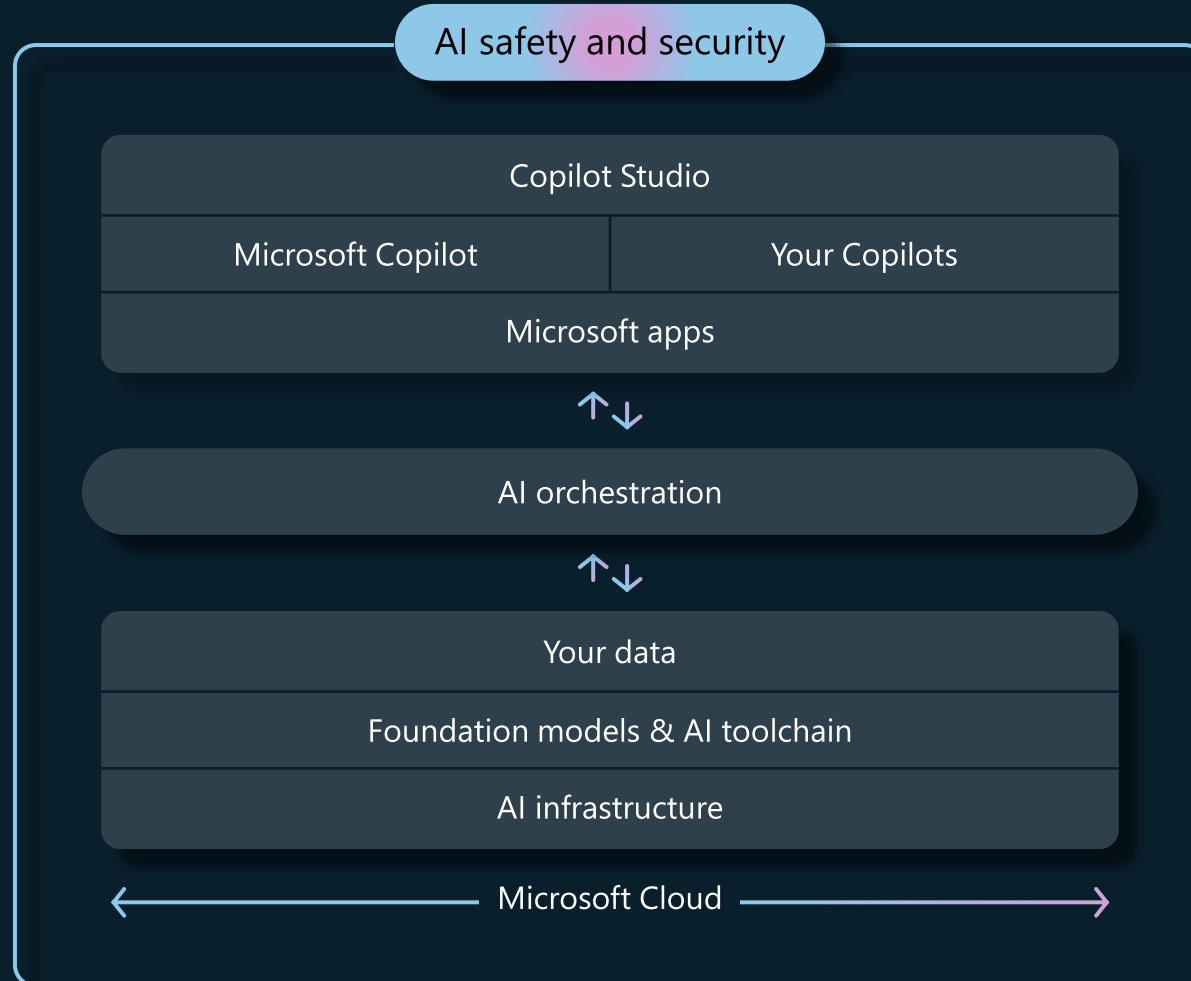 AI safety and security
Copilot Studio
Microsoft Copilot
Your Copilots
Microsoft apps
AI orchestration
Your data
Foundation models & AI toolchain
AI infrastructure
Microsoft Cloud